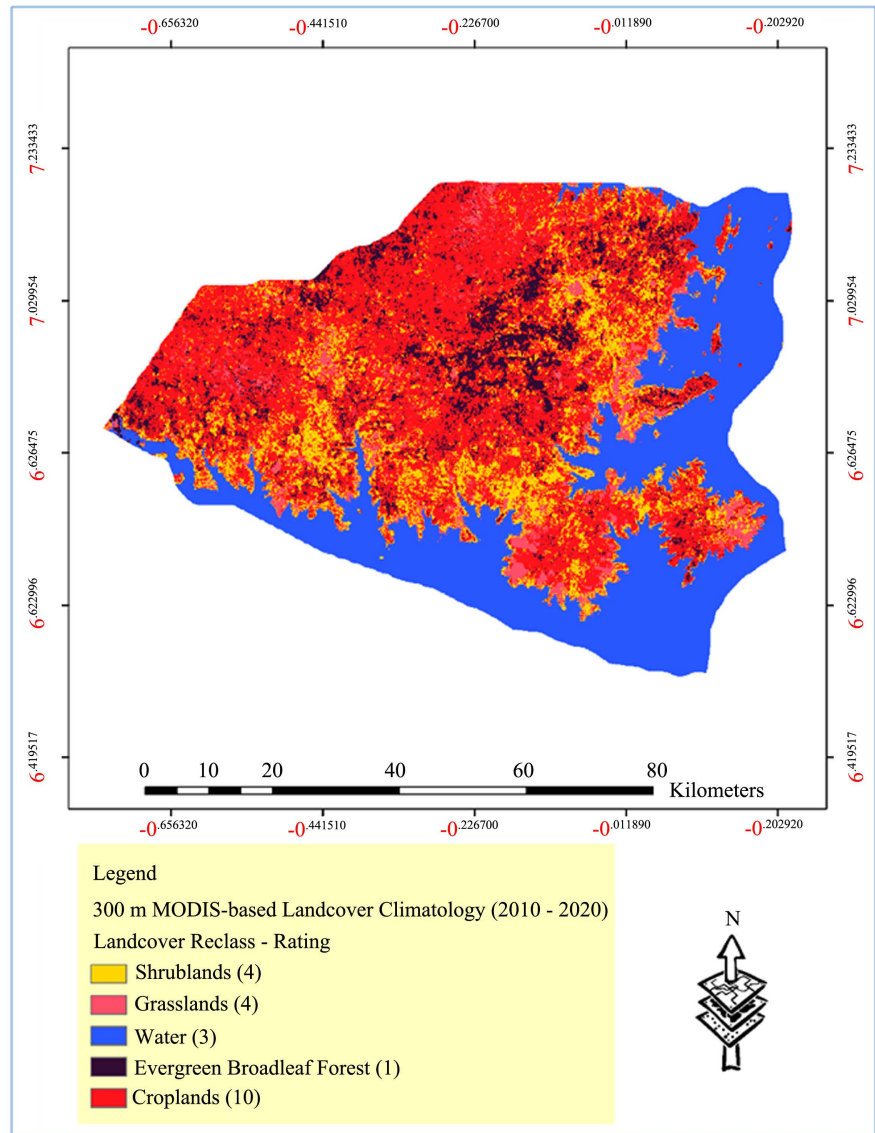 -0.656320 -0.441510 -0.226700 -0.011890 -0.202920
7.233433 7.233433
7.029954 7.029954
6.626475 6.626475
6.622996 6.622996
6.419517 6.419517
0 10 20 40 60 80
Kilometers
-0.656320 -0.441510 -0.226700 -0.011890 -0.202920
Legend
300 m MODIS-based Landcover Climatology (2010 - 2020)
Landcover Reclass - Rating
Shrublands (4)
Grasslands (4)
Water (3)
Evergreen Broadleaf Forest (1)
Croplands (10)
N